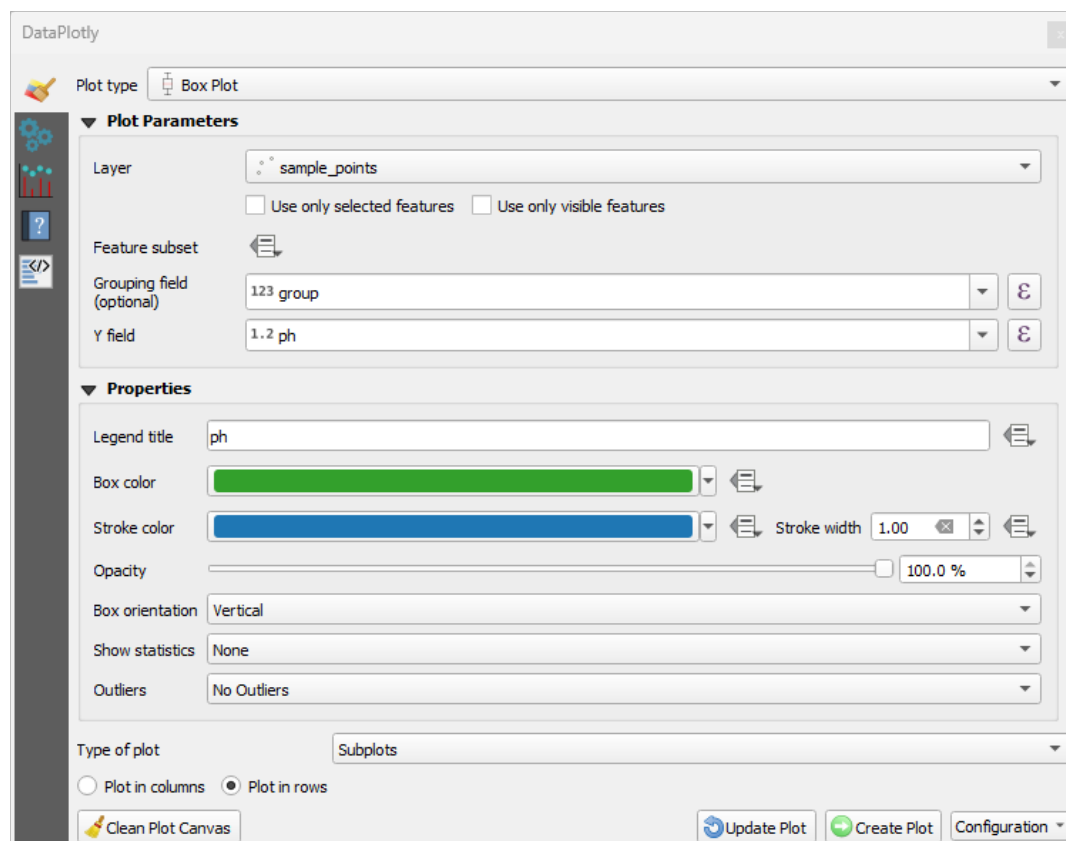 DataPlotly
Plot type Box Plot
Plot Parameters
Layer sample_points
Use only selected features Use only visible features
Feature subset
Grouping field (optional) 123 group ε
Y field 1.2 ph ε
Properties
Legend title ph
Box color
Stroke color Stroke width 1.00
Opacity 100.0 %
Box orientation Vertical
Show statistics None
Outliers No Outliers
Type of plot Subplots
Plot in columns Plot in rows
Clean Plot Canvas Update Plot Create Plot Configuration